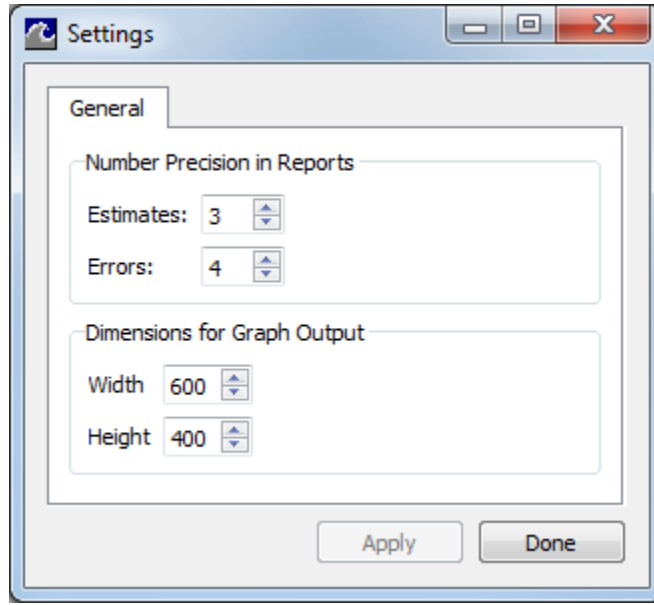 Settings
General
Number Precision in Reports
Estimates: 3
Errors: 4
Dimensions for Graph Output
Width 600
Height 400
Apply Done